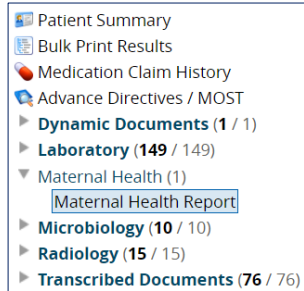 Patient Summary
Bulk Print Results
Medication Claim History
Advance Directives / MOST
Dynamic Documents (1 / 1)
Laboratory (149 / 149)
Maternal Health (1)
Maternal Health Report
Microbiology (10 / 10)
Radiology (15 / 15)
Transcribed Documents (76 / 76)